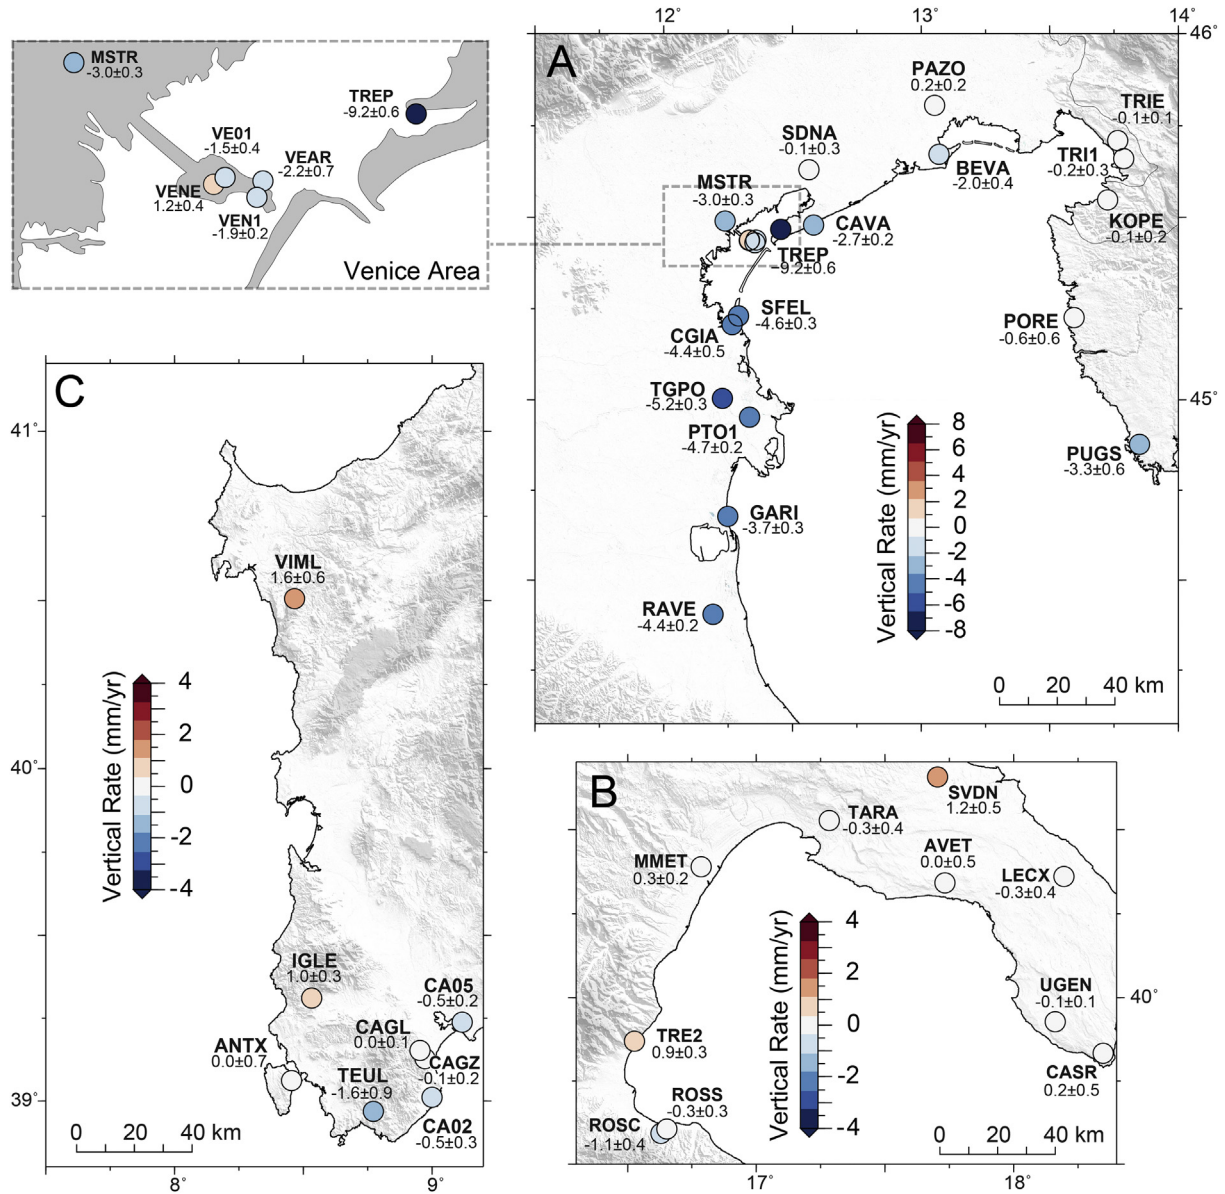 MSTR
-3.0±0.3
TREP
-9.2±0.6
VE01
-1.5±0.4
VEAR
-2.2±0.7
VENE
1.2±0.4
VEN1
-1.9±0.2
Venice Area
12°
13°
14°
46°
A
PAZO
0.2±0.2
TRIE
-0.1±0.1
SDNA
-0.1±0.3
TRI1
-0.2±0.3
BEVA
-2.0±0.4
MSTR
-3.0±0.3
CAVA
-2.7±0.2
KOPE
-0.1±0.2
TREP
-9.2±0.6
SFEL
-4.6±0.3
CGIA
-4.4±0.5
PORE
-0.6±0.6
TGPO
-5.2±0.3
45°
PTO1
-4.7±0.2
PUGS
-3.3±0.6
GARI
-3.7±0.3
RAVE
-4.4±0.2
Vertical Rate (mm/yr)
8
6
4
2
0
-2
-4
-6
-8
0 20 40 km
C
41°
VIML
1.6±0.6
Vertical Rate (mm/yr)
4
2
0
-2
-4
40°
IGLE
1.0±0.3
CA05
-0.5±0.2
CAGL
0.0±0.1
ANTX
0.0±0.7
CAGZ
0.1±0.2
TEUL
-1.6±0.9
39°
CA02
-0.5±0.3
0 20 40 km
8°
9°
B
SVDN
1.2±0.5
TARA
-0.3±0.4
AVET
0.0±0.5
MMET
0.3±0.2
LECX
-0.3±0.4
Vertical Rate (mm/yr)
4
2
0
-2
-4
UGEN
-0.1±0.1
40°
TRE2
0.9±0.3
CASR
0.2±0.5
ROSS
-0.3±0.3
ROSC
-1.1±0.4
0 20 40 km
17°
18°